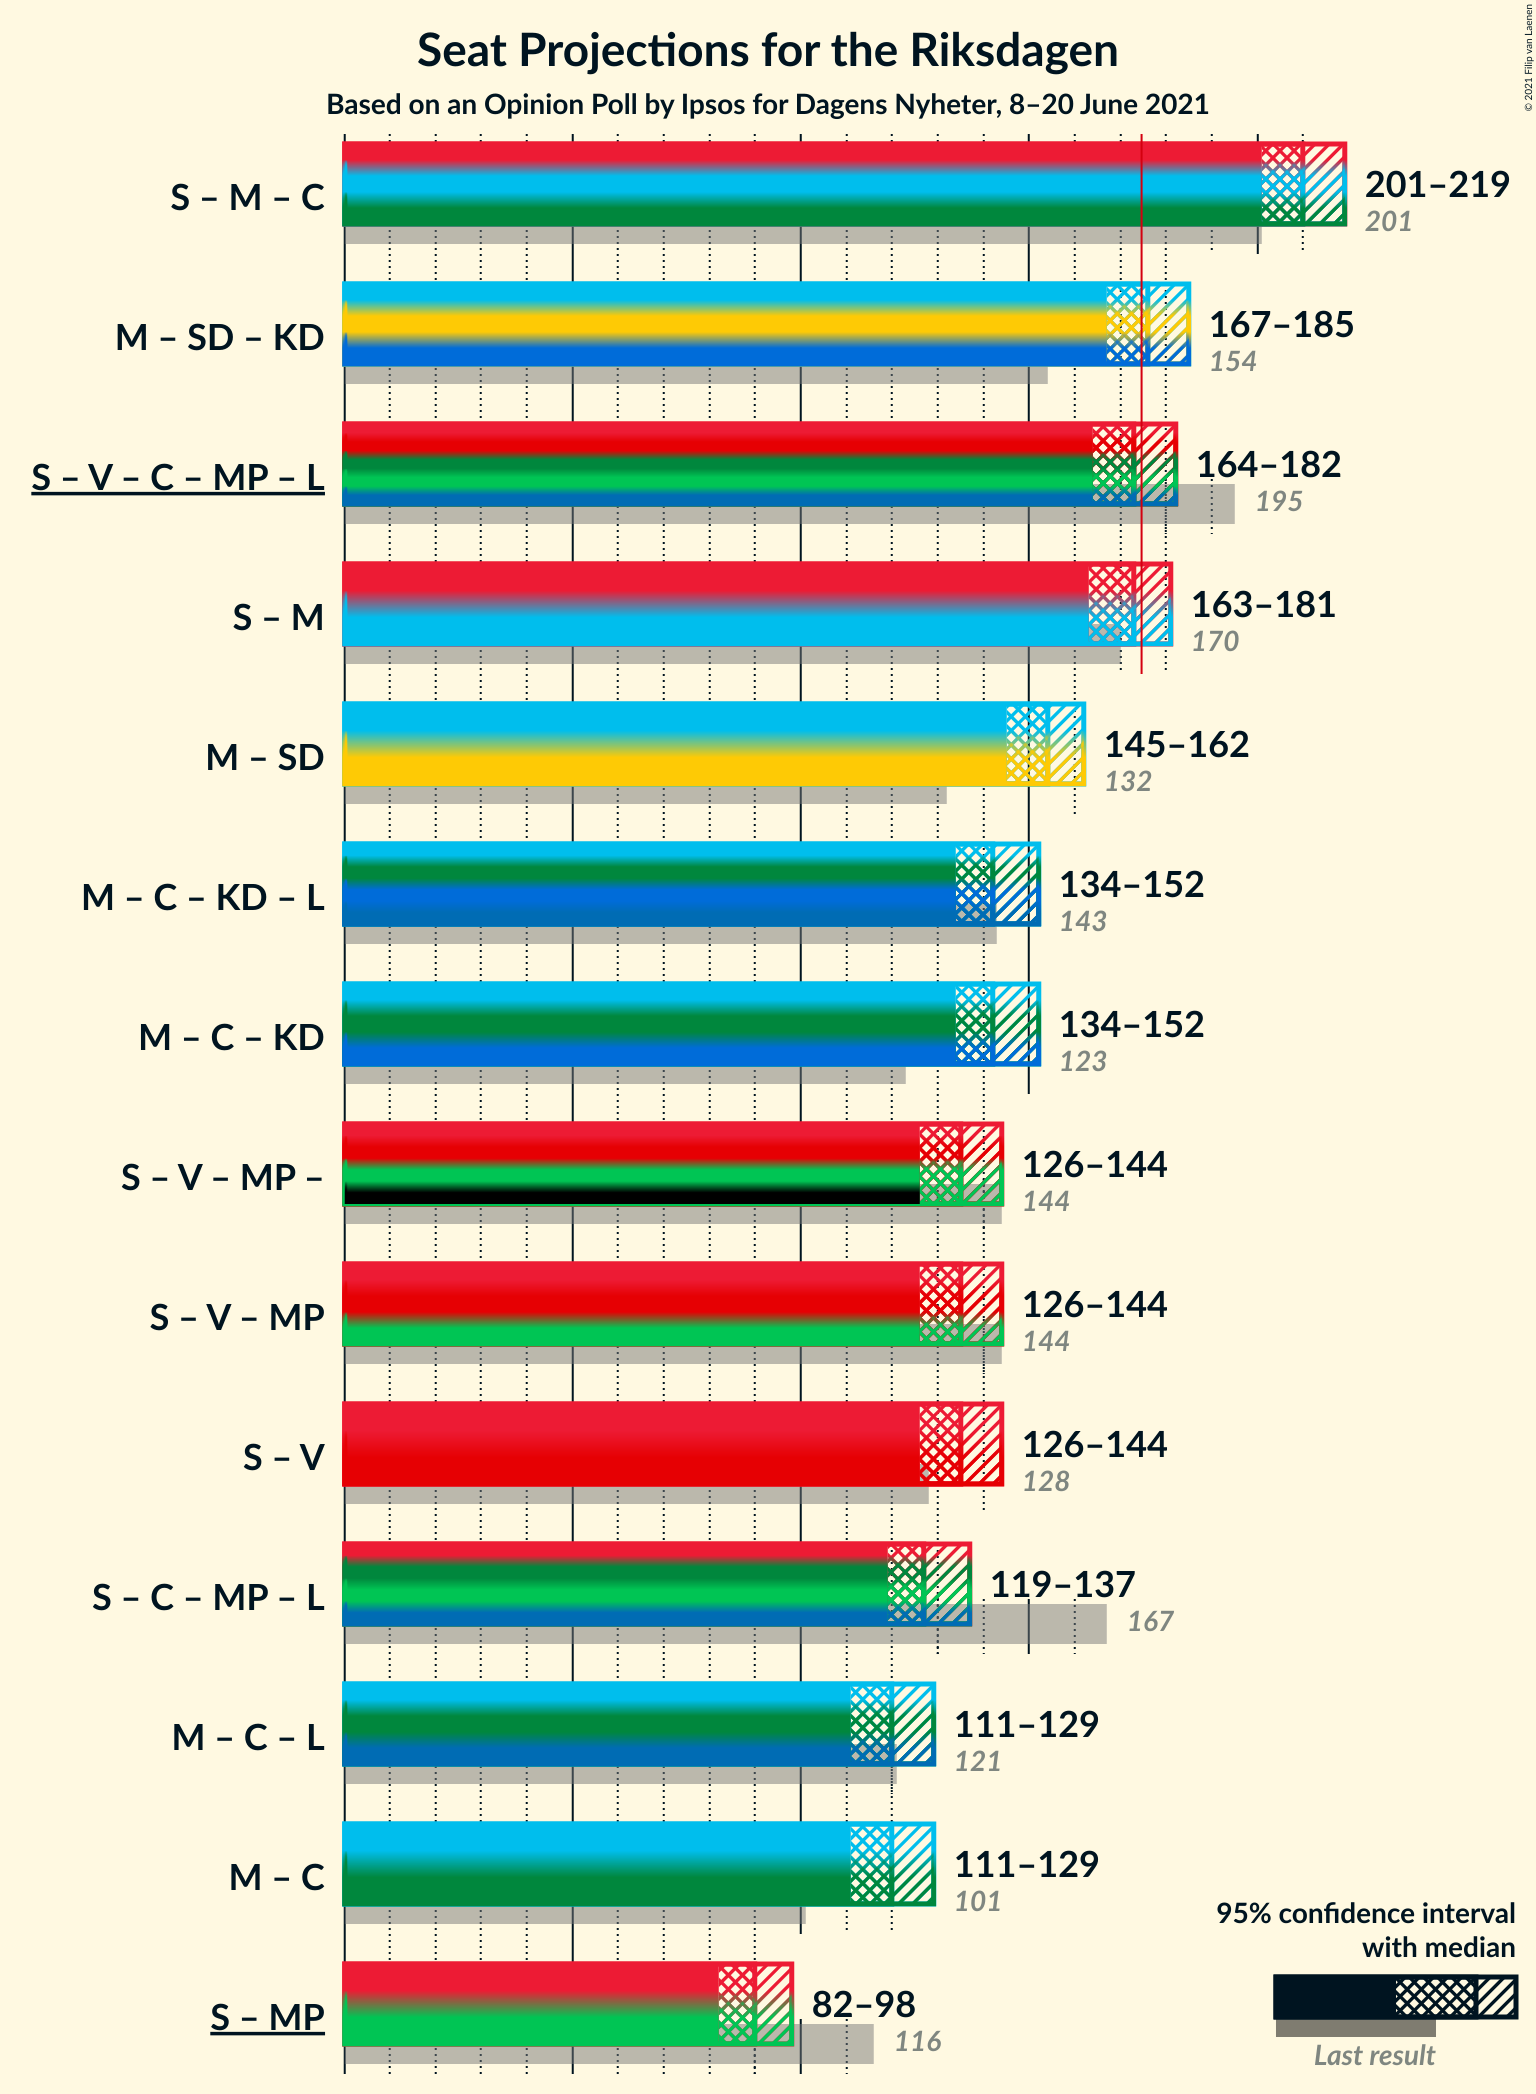 Seat Projections for the Riksdagen
Based on an Opinion Poll by Ipsos for Dagens Nyheter, 8–20 June 2021
© 2021 Filip van Laenen
S – M – C
201–219
201
M – SD – KD
167–185
154
S – V – C – MP – L
164–182
195
S – M
163–181
170
M – SD
145–162
132
M – C – KD – L
134–152
143
M – C – KD
134–152
123
S – V – MP –
126–144
144
S – V – MP
126–144
144
S – V
126–144
128
S – C – MP – L
119–137
167
M – C – L
111–129
121
M – C
111–129
101
S – MP
82–98
116
95% confidence interval
with median
Last result